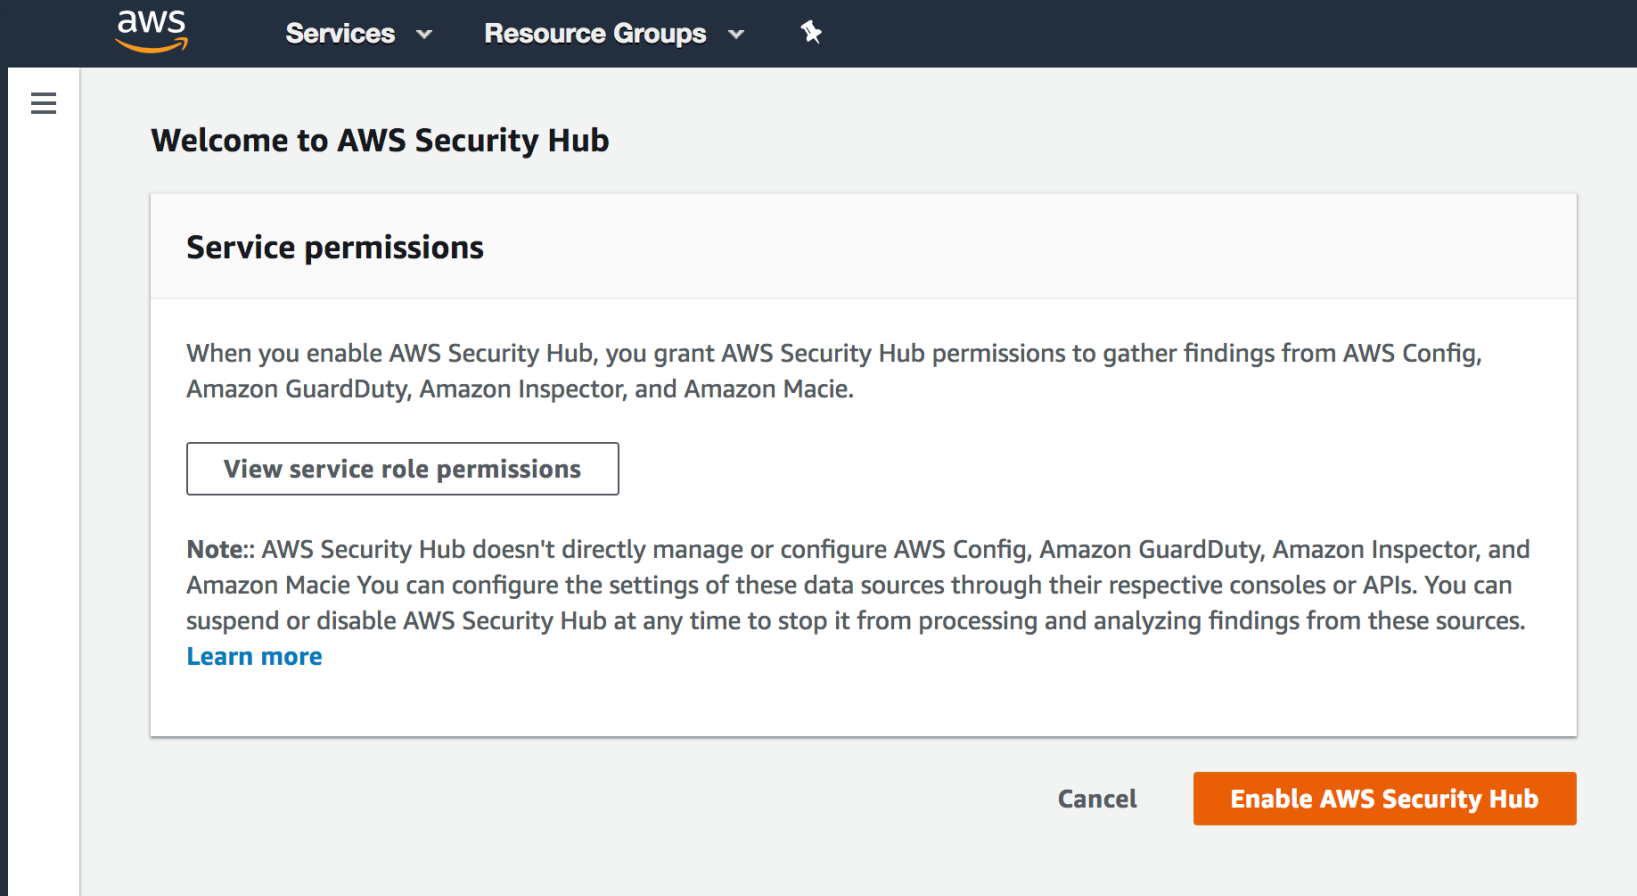 aws
Services
Resource Groups
Welcome to AWS Security Hub
Service permissions
When you enable AWS Security Hub, you grant AWS Security Hub permissions to gather findings from AWS Config,
Amazon GuardDuty, Amazon Inspector, and Amazon Macie.
View service role permissions
Note:: AWS Security Hub doesn't directly manage or configure AWS Config, Amazon GuardDuty, Amazon Inspector, and
Amazon Macie You can configure the settings of these data sources through their respective consoles or APIs. You can
suspend or disable AWS Security Hub at any time to stop it from processing and analyzing findings from these sources.
Learn more
Cancel
Enable AWS Security Hub